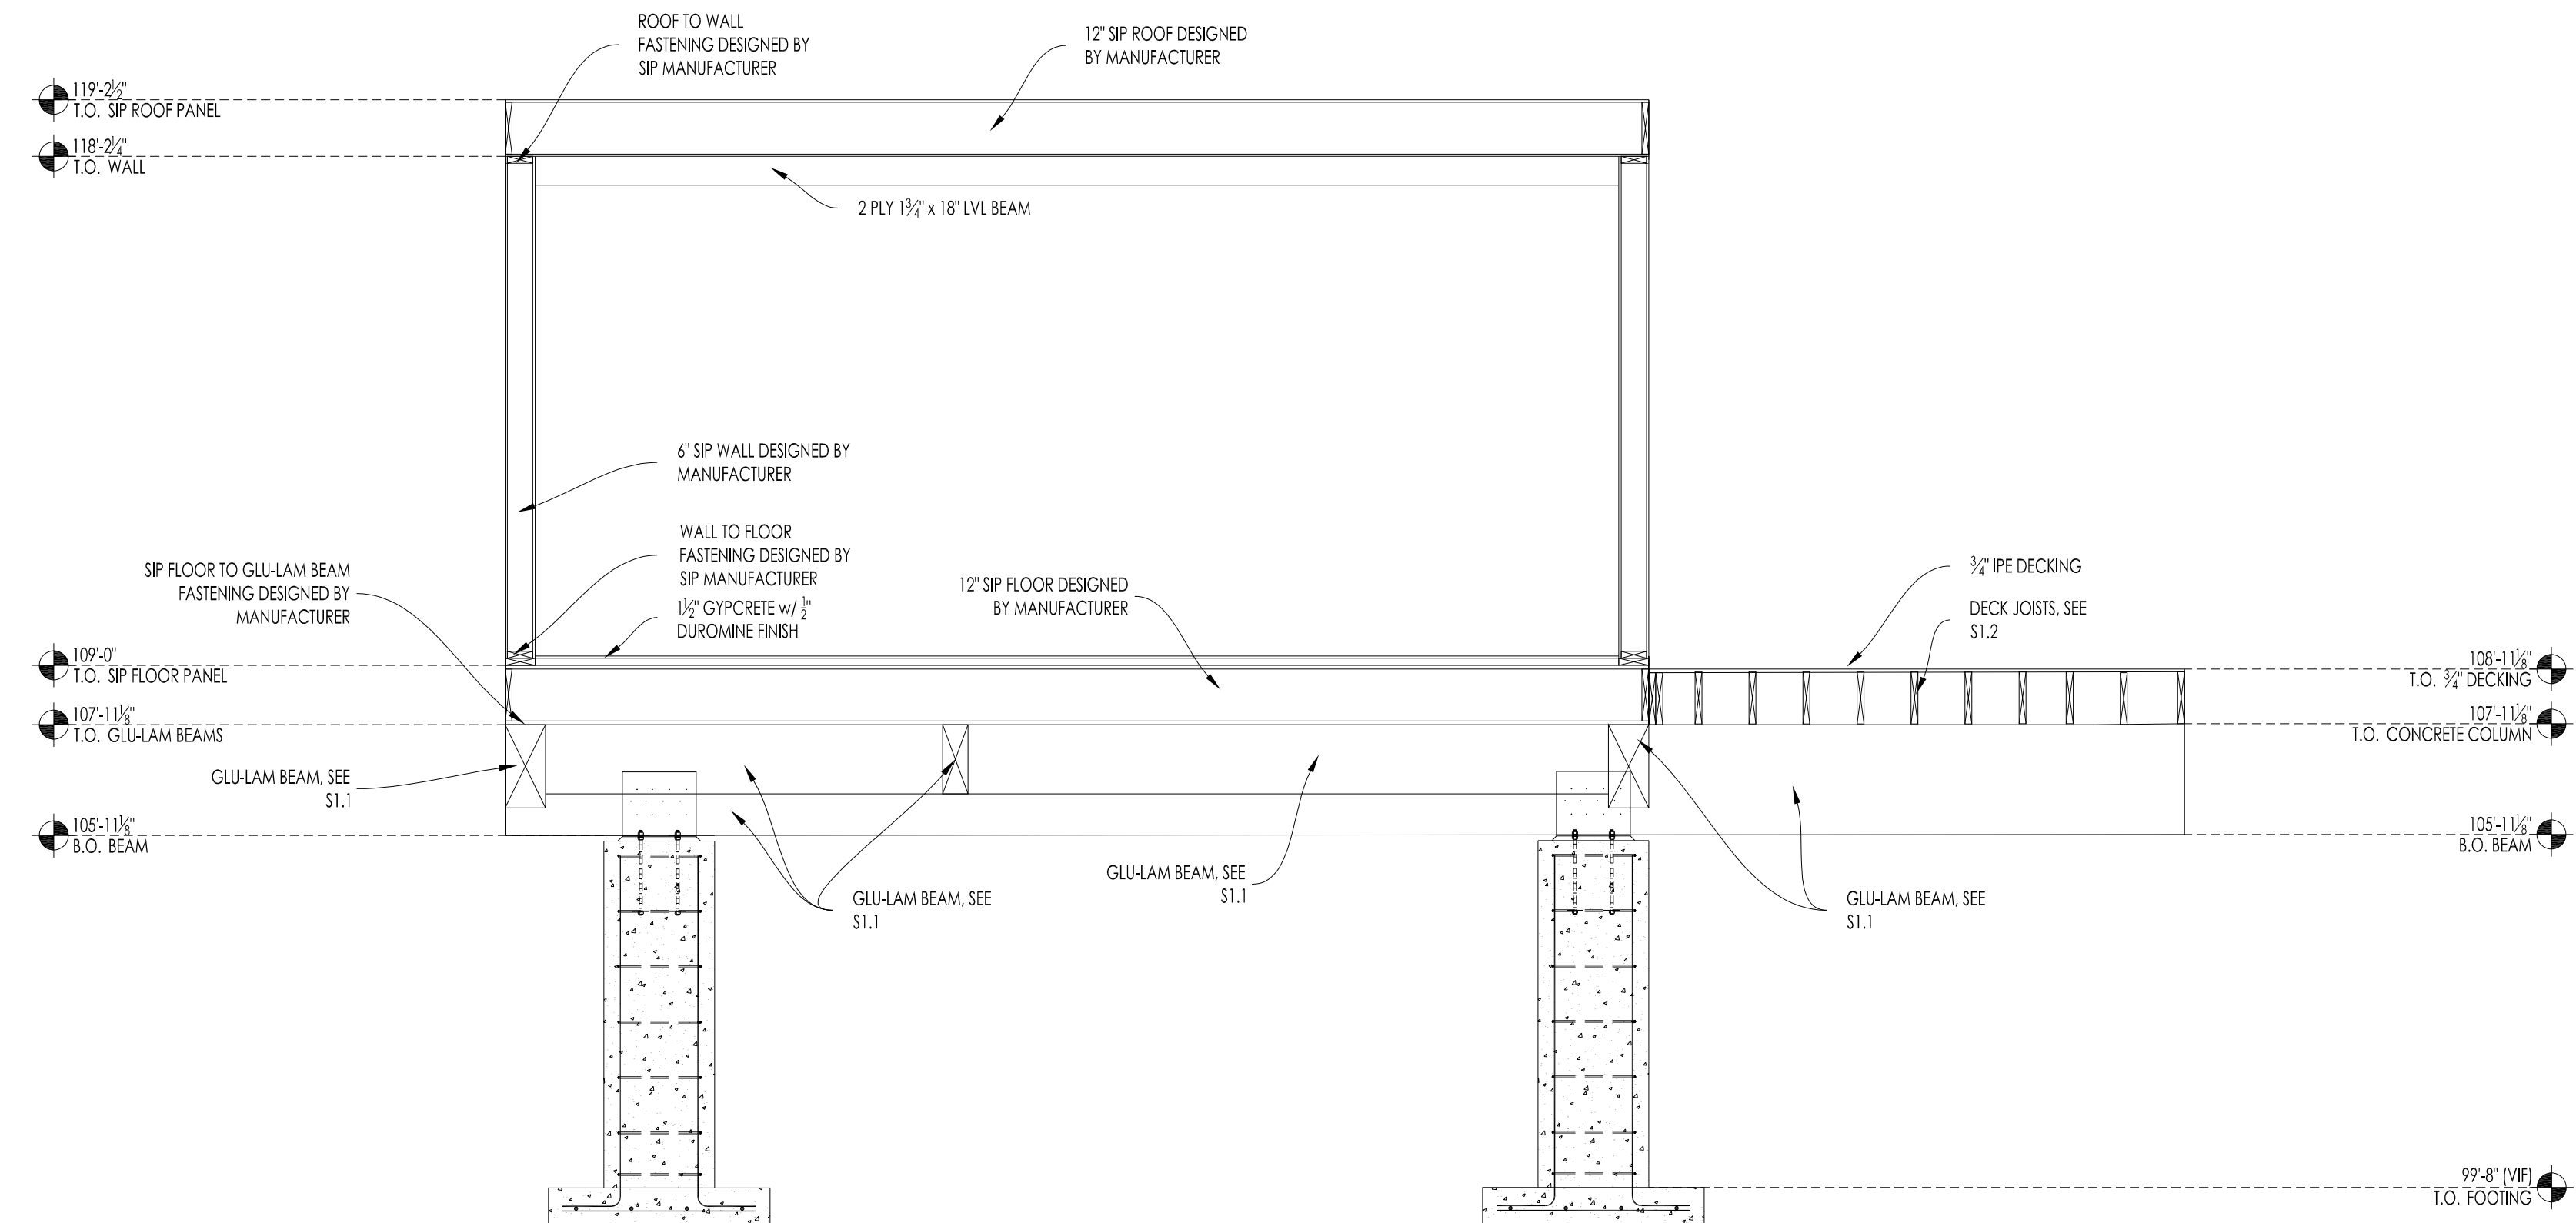 ROOF TO WALL
FASTENING DESIGNED BY
SIP MANUFACTURER
12" SIP ROOF DESIGNED
BY MANUFACTURER
119'-2½"
T.O. SIP ROOF PANEL
118'-2¼"
T.O. WALL
2 PLY 1¾" x 18" LVL BEAM
6" SIP WALL DESIGNED BY
MANUFACTURER
WALL TO FLOOR
FASTENING DESIGNED BY
SIP MANUFACTURER
1½" GYPCRETE w/ ½"
DUROMINE FINISH
12" SIP FLOOR DESIGNED
BY MANUFACTURER
SIP FLOOR TO GLU-LAM BEAM
FASTENING DESIGNED BY
MANUFACTURER
¾" IPE DECKING
DECK JOISTS, SEE
S1.2
109'-0"
T.O. SIP FLOOR PANEL
108'-11⅛"
T.O. ¾" DECKING
107'-11⅛"
T.O. GLU-LAM BEAMS
107'-11⅛"
T.O. CONCRETE COLUMN
GLU-LAM BEAM, SEE
S1.1
105'-11⅛"
B.O. BEAM
105'-11⅛"
B.O. BEAM
GLU-LAM BEAM, SEE
S1.1
GLU-LAM BEAM, SEE
S1.1
GLU-LAM BEAM, SEE
S1.1
99'-8" (VIF)
T.O. FOOTING